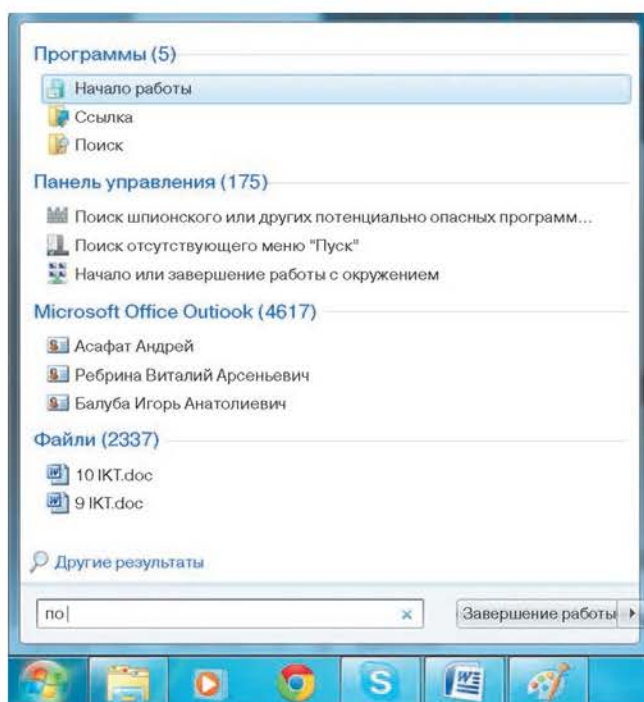 Программы (5)
Начало работы
Ссылка
Поиск
Панель управления (175)
Поиск шпионского или других потенциально опасных программ...
Поиск отсутствующего меню "Пуск"
Начало или завершение работы с окружением
Microsoft Office Outiook (4617)
Асафат Андрей
Ребрина Виталий Арсеньевич
Балуба Игорь Анатолиевич
Файли (2337)
10 IKT.doc
9 IKT.doc
Другие результаты
по
Завершение работы